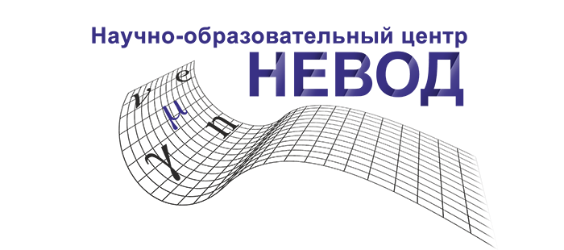 Научно-образовательный центр
НЕВОД
ν e
μ
γ n